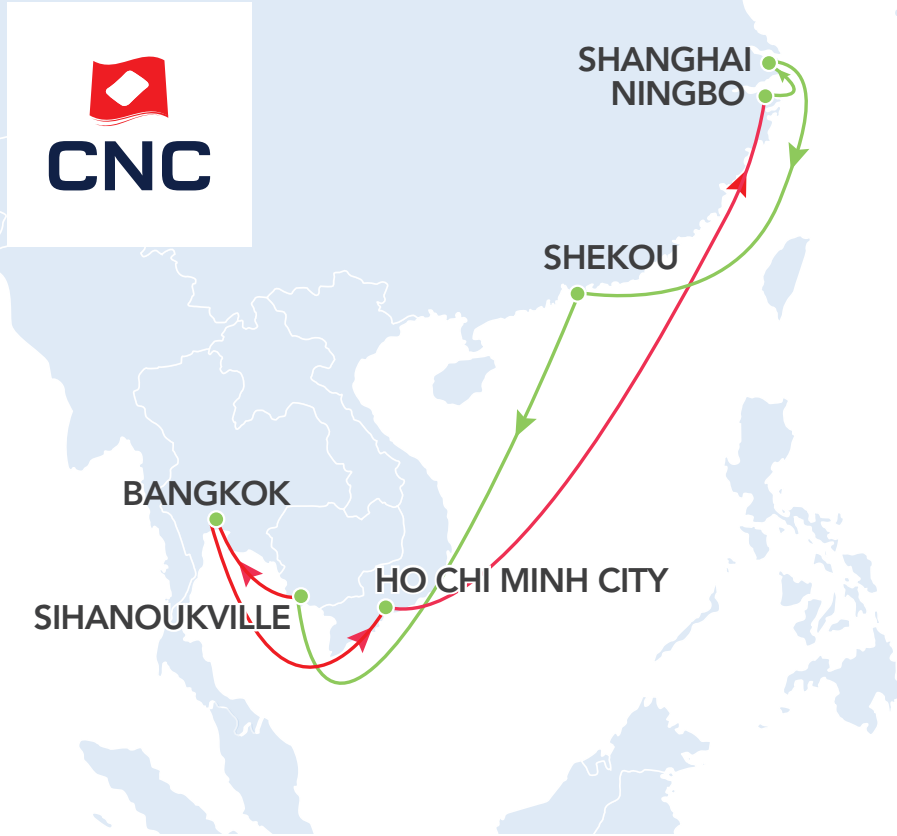 CNC
SHANGHAI
NINGBO
SHEKOU
BANGKOK
HO CHI MINH CITY
SIHANOUKVILLE